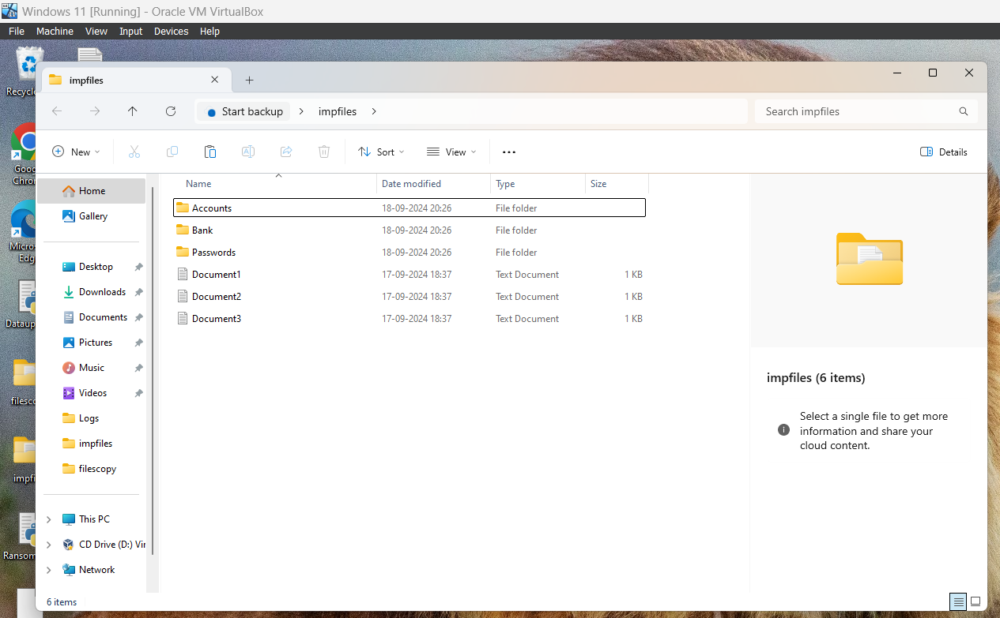 Windows 11 [Running] - Oracle VM VirtualBox
File Machine View Input Devices Help
impfiles
Start backup impfiles
Search impfiles
New
Sort
View
Details
Home
Gallery
Desktop
Downloads
Documents
Pictures
Music
Videos
Logs
impfiles
filescopy
This PC
CD Drive (D:) Vir
Network
Name Date modified Type Size
Accounts 18-09-2024 20:26 File folder
Bank 18-09-2024 20:26 File folder
Passwords 18-09-2024 20:26 File folder
Document1 17-09-2024 18:37 Text Document 1 KB
Document2 17-09-2024 18:37 Text Document 1 KB
Document3 17-09-2024 18:37 Text Document 1 KB
impfiles (6 items)
Select a single file to get more
information and share your
cloud content.
6 items
Recycle
Goog
Chrom
Micros
Edg
Dataup
filesco
impfi
Ransom